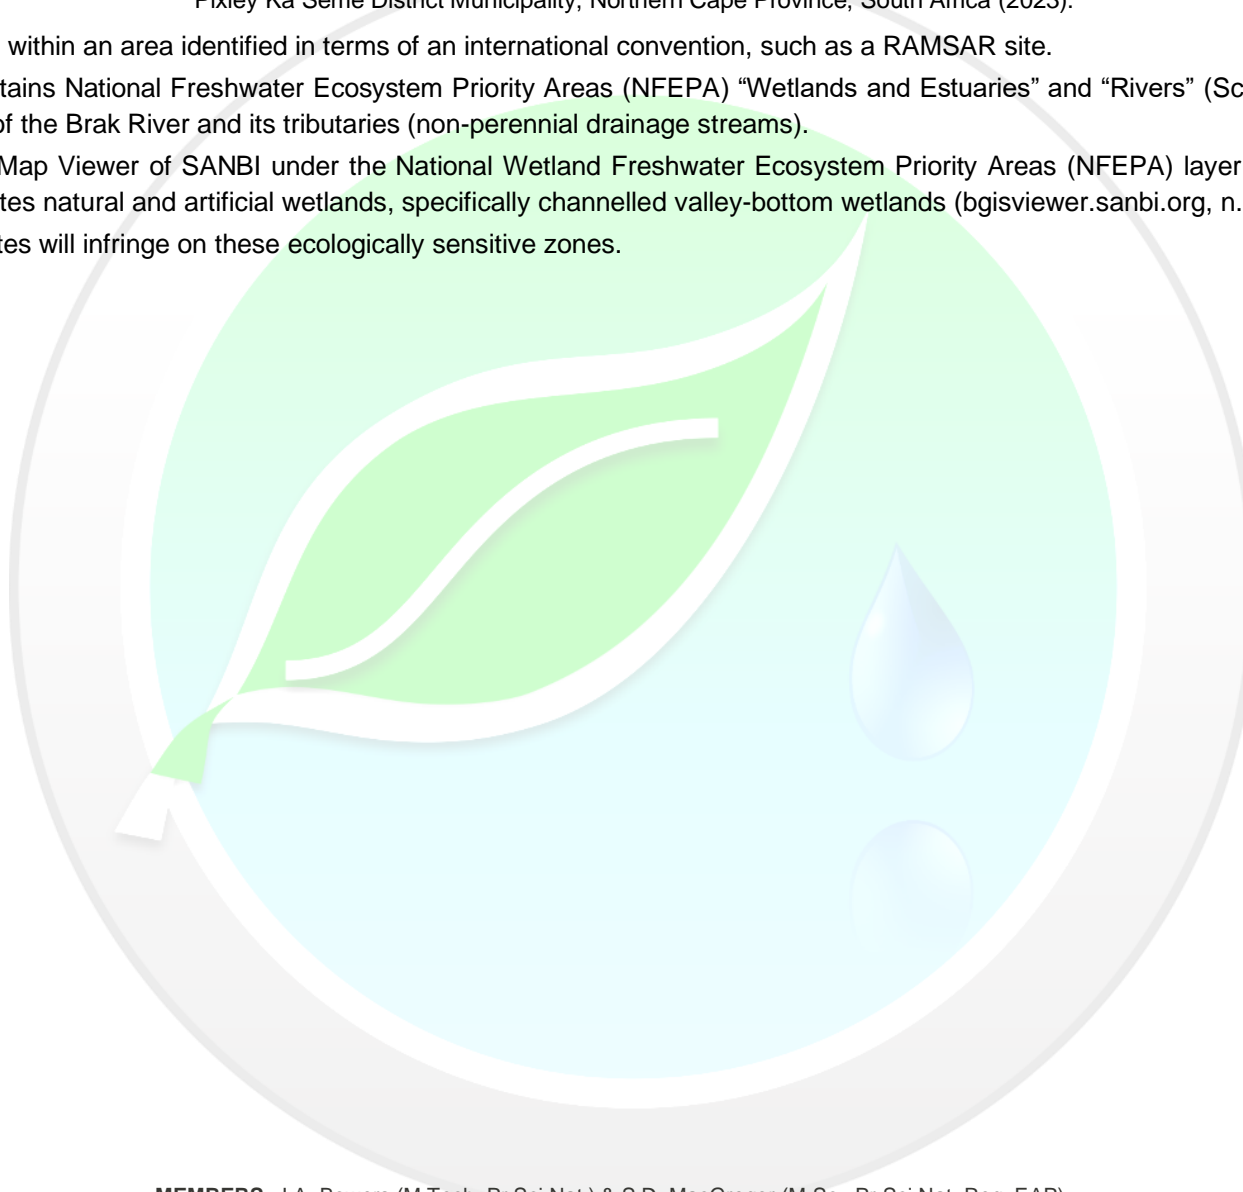 Pixley Ka Seme District Municipality, Northern Cape Province, South Africa (2023).
within an area identified in terms of an international convention, such as a RAMSAR site.
tains National Freshwater Ecosystem Priority Areas (NFEPA) “Wetlands and Estuaries” and “Rivers” (Sc
of the Brak River and its tributaries (non-perennial drainage streams).
Map Viewer of SANBI under the National Wetland Freshwater Ecosystem Priority Areas (NFEPA) layer
tes natural and artificial wetlands, specifically channelled valley-bottom wetlands (bgisviewer.sanbi.org, n.
tes will infringe on these ecologically sensitive zones.
MEMBERS: J.A. Bowers (M.Tech; Pr.Sci.Nat.) & S.D. MacGregor (M.Sc., Pr.Sci.Nat; Reg. EAP)